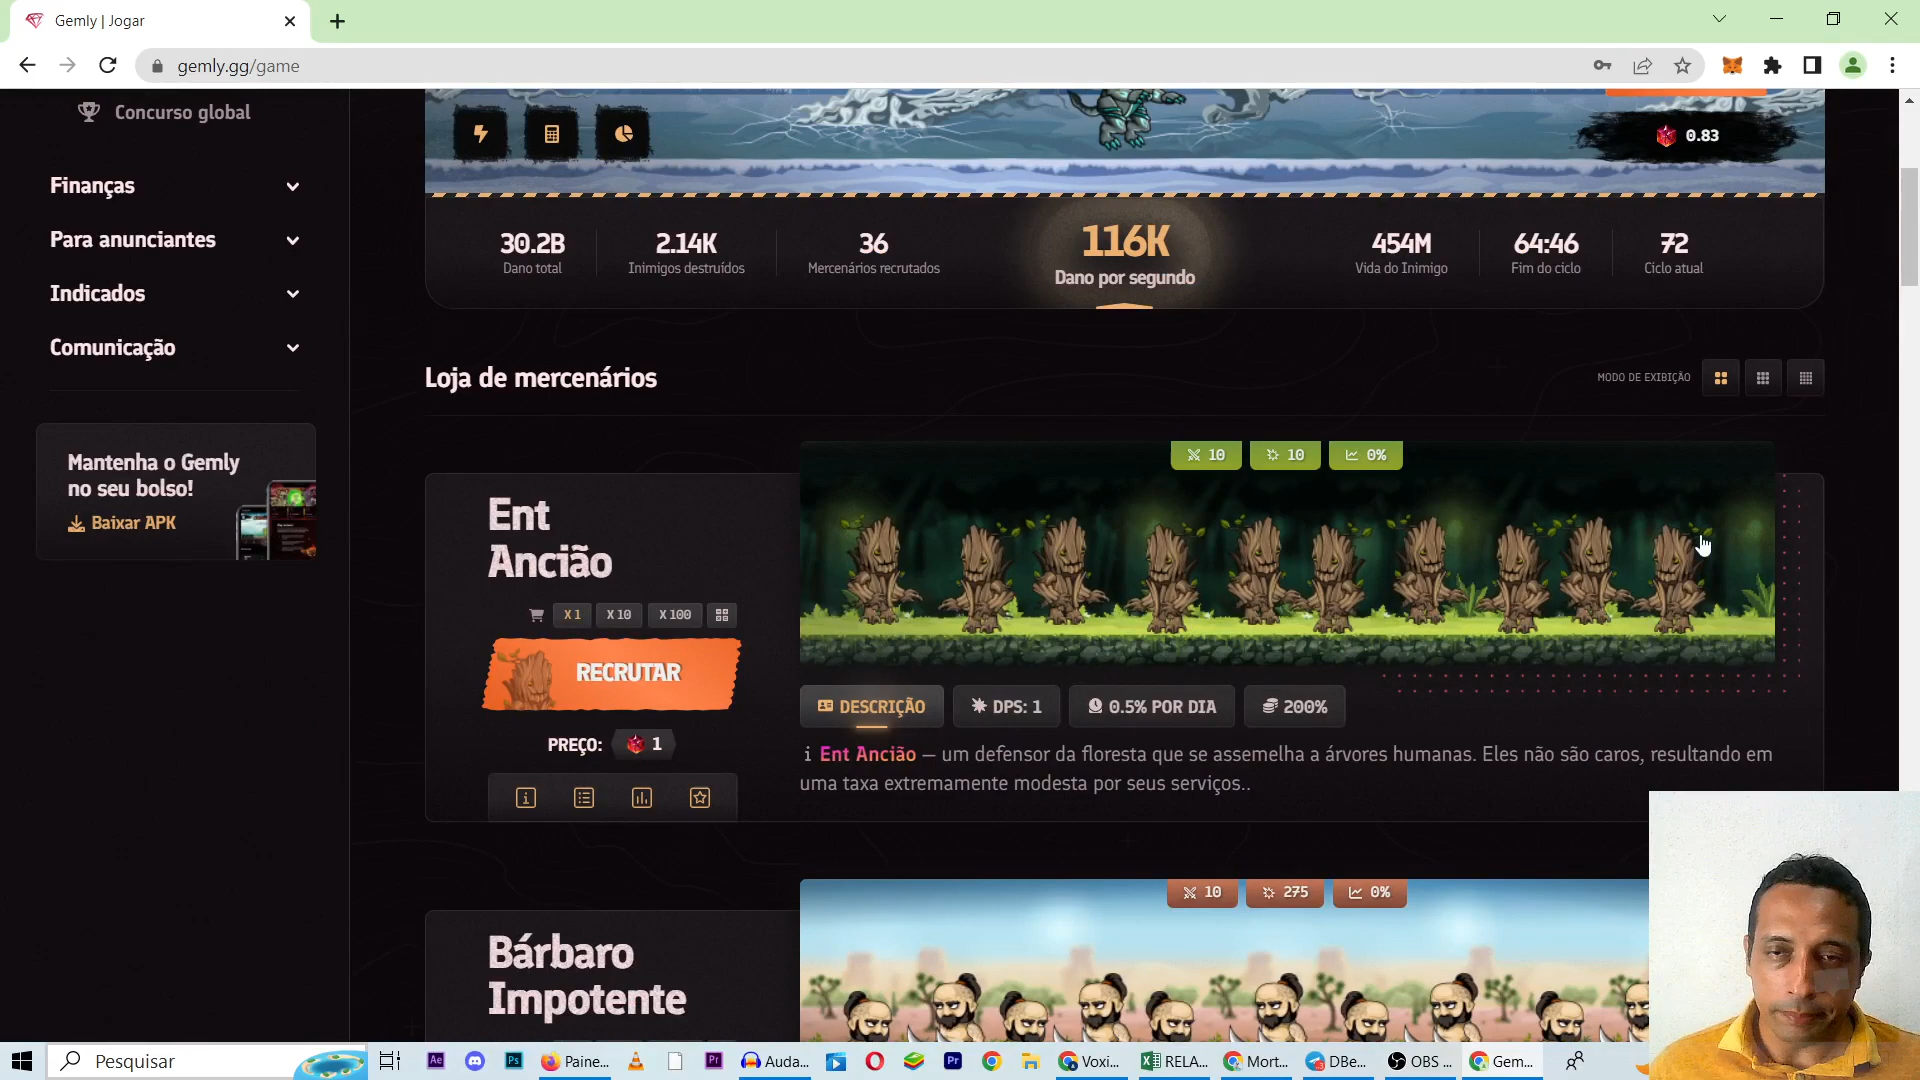 Gemly | Jogar
gemly.gg/game
Concurso global
Finanças
Para anunciantes
Indicados
Comunicação
Mantenha o Gemly
no seu bolso!
Baixar APK
0.83
30.2B
Dano total
2.14K
Inimigos destruídos
36
Mercenários recrutados
116K
Dano por segundo
454M
Vida do Inimigo
64:46
Fim do ciclo
72
Ciclo atual
Loja de mercenários
MODO DE EXIBIÇÃO
10
10
0%
Ent
Ancião
X 1
X 10
X 100
RECRUTAR
PREÇO:
1
DESCRIÇÃO
DPS: 1
0.5% POR DIA
200%
i Ent Ancião — um defensor da floresta que se assemelha a árvores humanas. Eles não são caros, resultando em
uma taxa extremamente modesta por seus serviços..
10
275
0%
Bárbaro
Impotente
Pesquisar
Ae
Ps
Paine...
Pr
Auda...
Pr
Voxi...
RELA...
Mort...
DBe...
OBS ...
Gem...